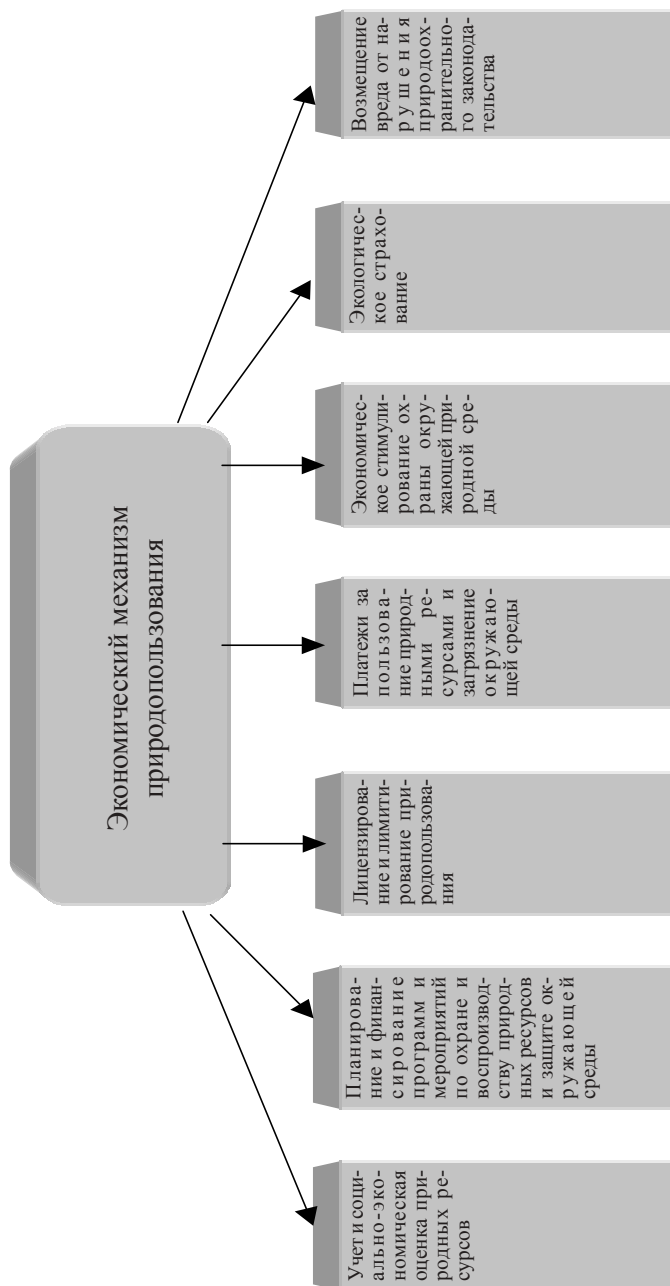 Экономический механизм
природопользования
Учет и соци-
ально-эко-
номическая
оценка при-
родных ре-
сурсов
Планирова-
ние и финан-
сирование
программ и
мероприятий
по охране и
воспроизвод-
ству природ-
ных ресурсов
и защите ок-
ружающей
среды
Лицензирова-
ние и лимити-
рование при-
родопользова-
ния
Платежи за
пользова-
ние природ-
ными ре-
сурсами и
загрязнение
окружаю-
щей среды
Экономичес-
кое стимули-
рование ох-
раны окру-
жающей при-
родной сре-
ды
Экологичес-
кое страхо-
вание
Возмещение
вреда от на-
рушения
природоох-
ранительно-
го законода-
тельства